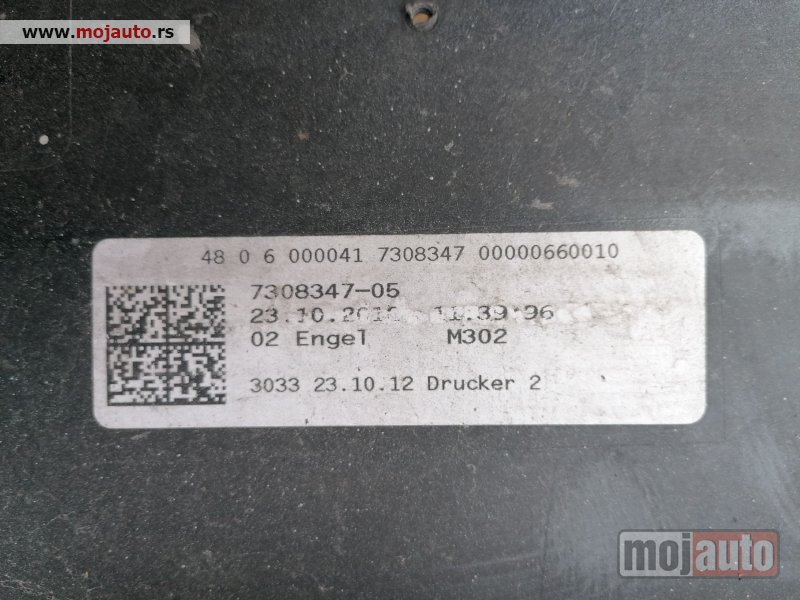 www.mojauto.rs
48 0 6 000041 7308347 00000660010
7308347-05
02 Engel M302
3033 23.10.12 Drucker 2
mojauto